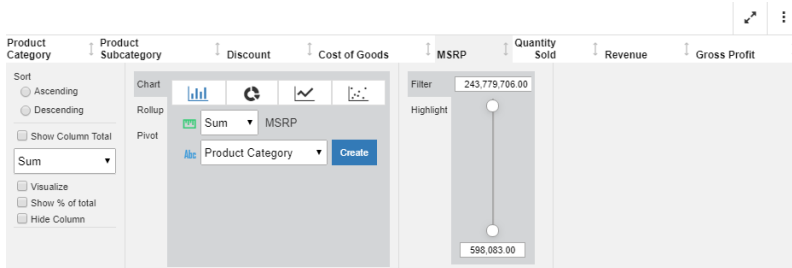 Product
Category
Product
Subcategory
Discount
Cost of Goods
MSRP
Quantity
Sold
Revenue
Gross Profit
Sort
Ascending
Descending
Show Column Total
Sum
Visualize
Show % of total
Hide Column
Chart
Rollup
Pivot
Sum
MSRP
Abc
Product Category
Create
Filter
243,779,706.00
Highlight
598,083.00